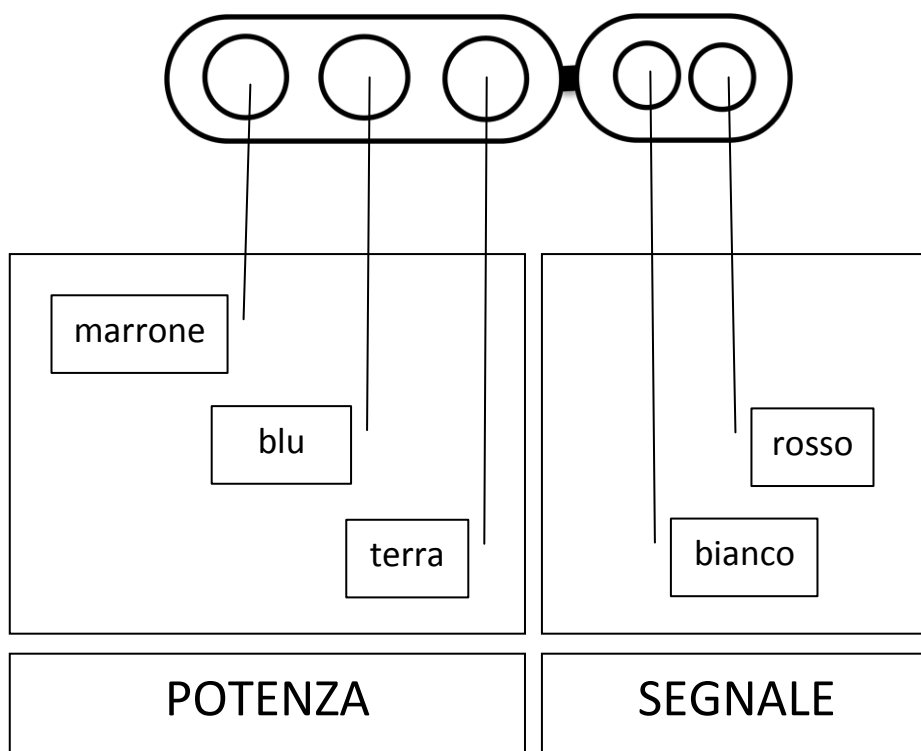 marrone
blu
terra
rosso
bianco
POTENZA
SEGNALE